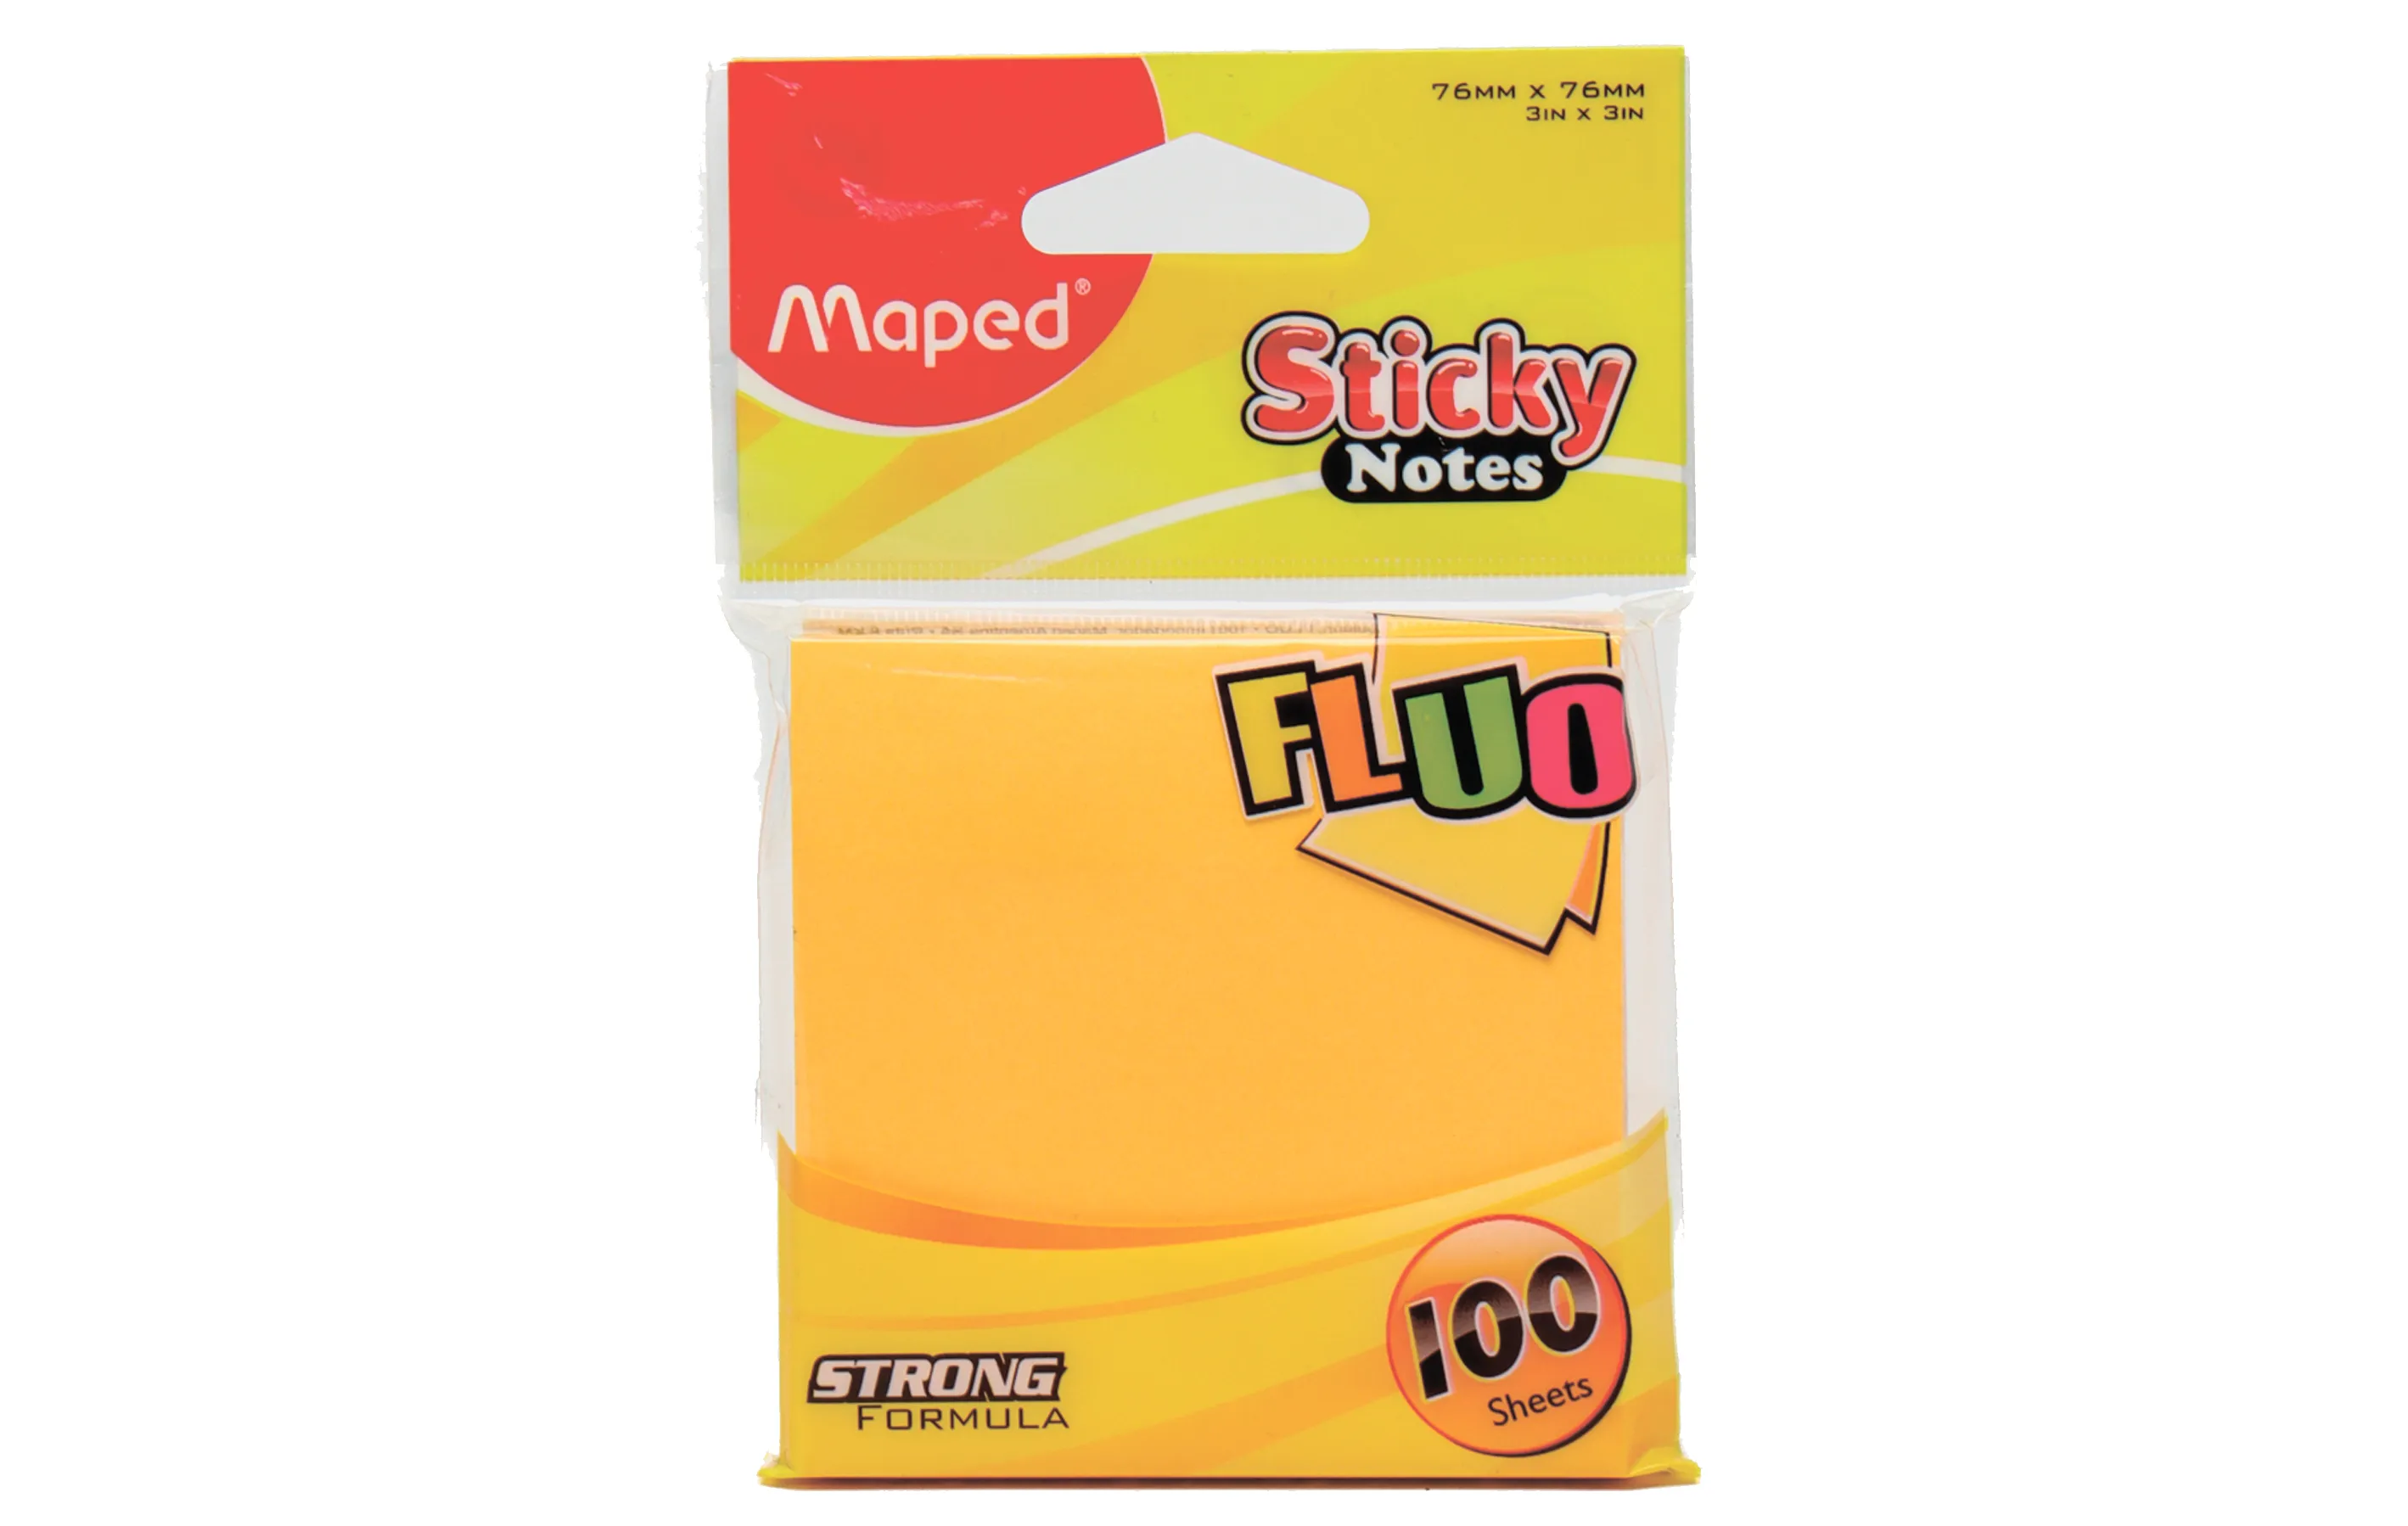 76MM X 76MM
3IN X 3IN
Maped®
Sticky
Notes
FLUO
100
Sheets
STRONG
FORMULA